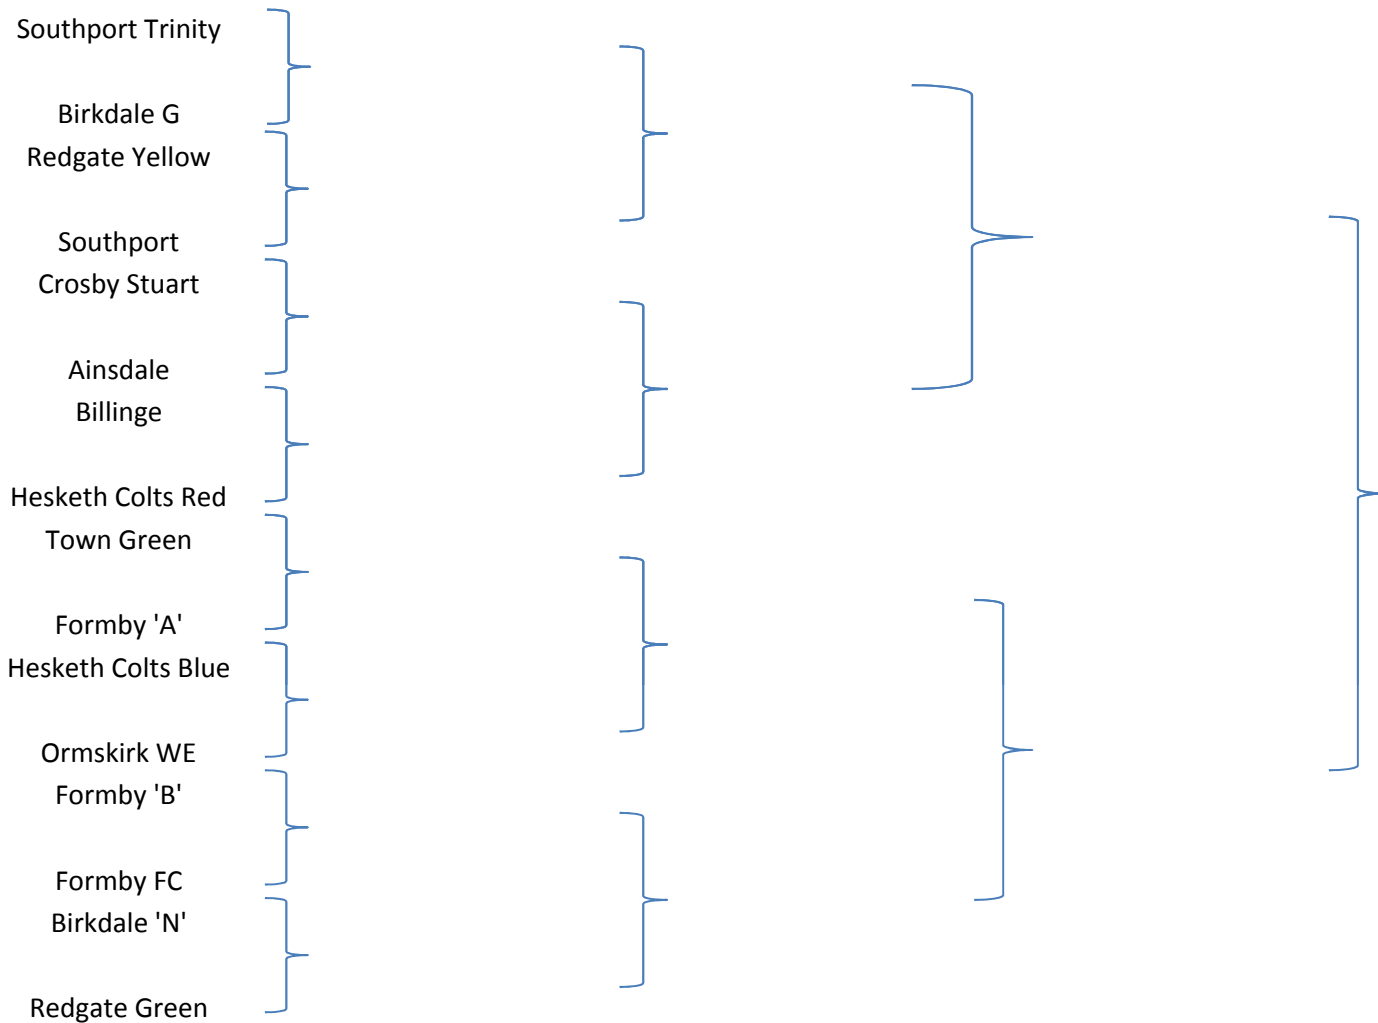 Southport Trinity
Birkdale G
Redgate Yellow
Southport
Crosby Stuart
Ainsdale
Billinge
Hesketh Colts Red
Town Green
Formby 'A'
Hesketh Colts Blue
Ormskirk WE
Formby 'B'
Formby FC
Birkdale 'N'
Redgate Green